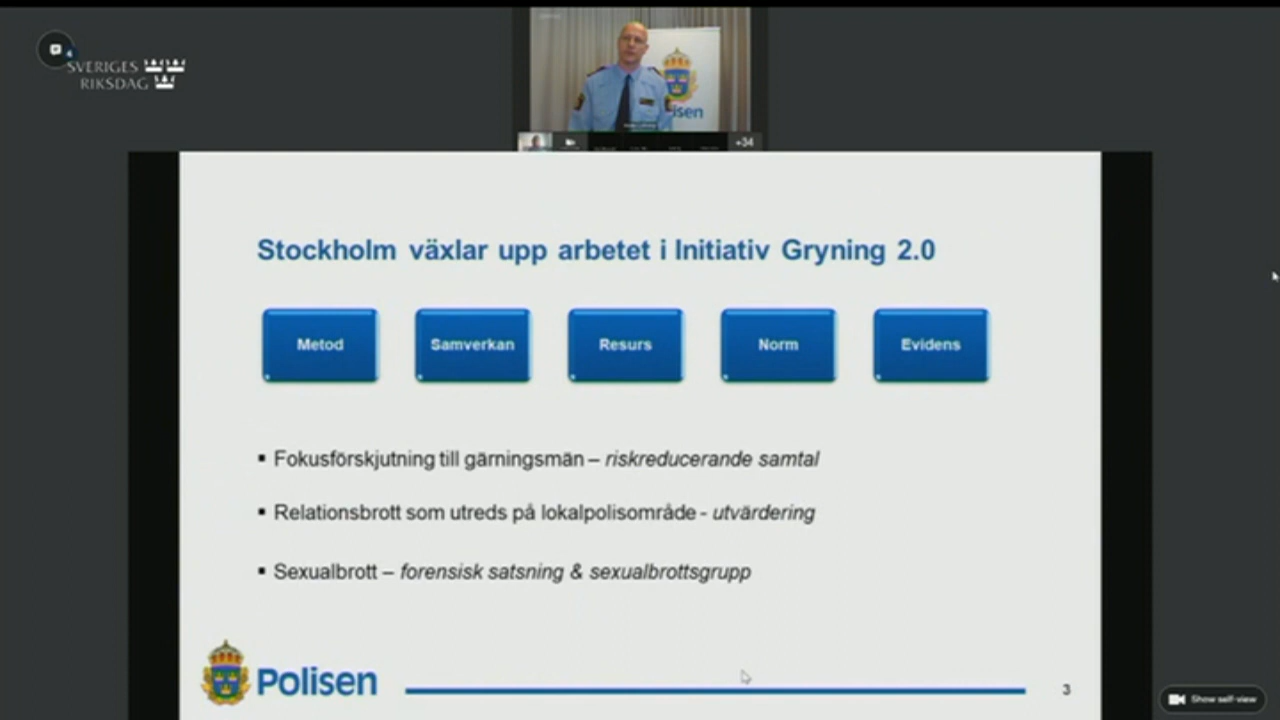 SVERIGES
RIKSDAG
isen
+34
Stockholm växlar upp arbetet i Initiativ Gryning 2.0
Metod
Samverkan
Resurs
Norm
Evidens
▪ Fokusförskjutning till gärningsmän – riskreducerande samtal
▪ Relationsbrott som utreds på lokalpolisområde - utvärdering
▪ Sexualbrott – forensisk satsning & sexualbrottsgrupp
Polisen
3
Show self-view